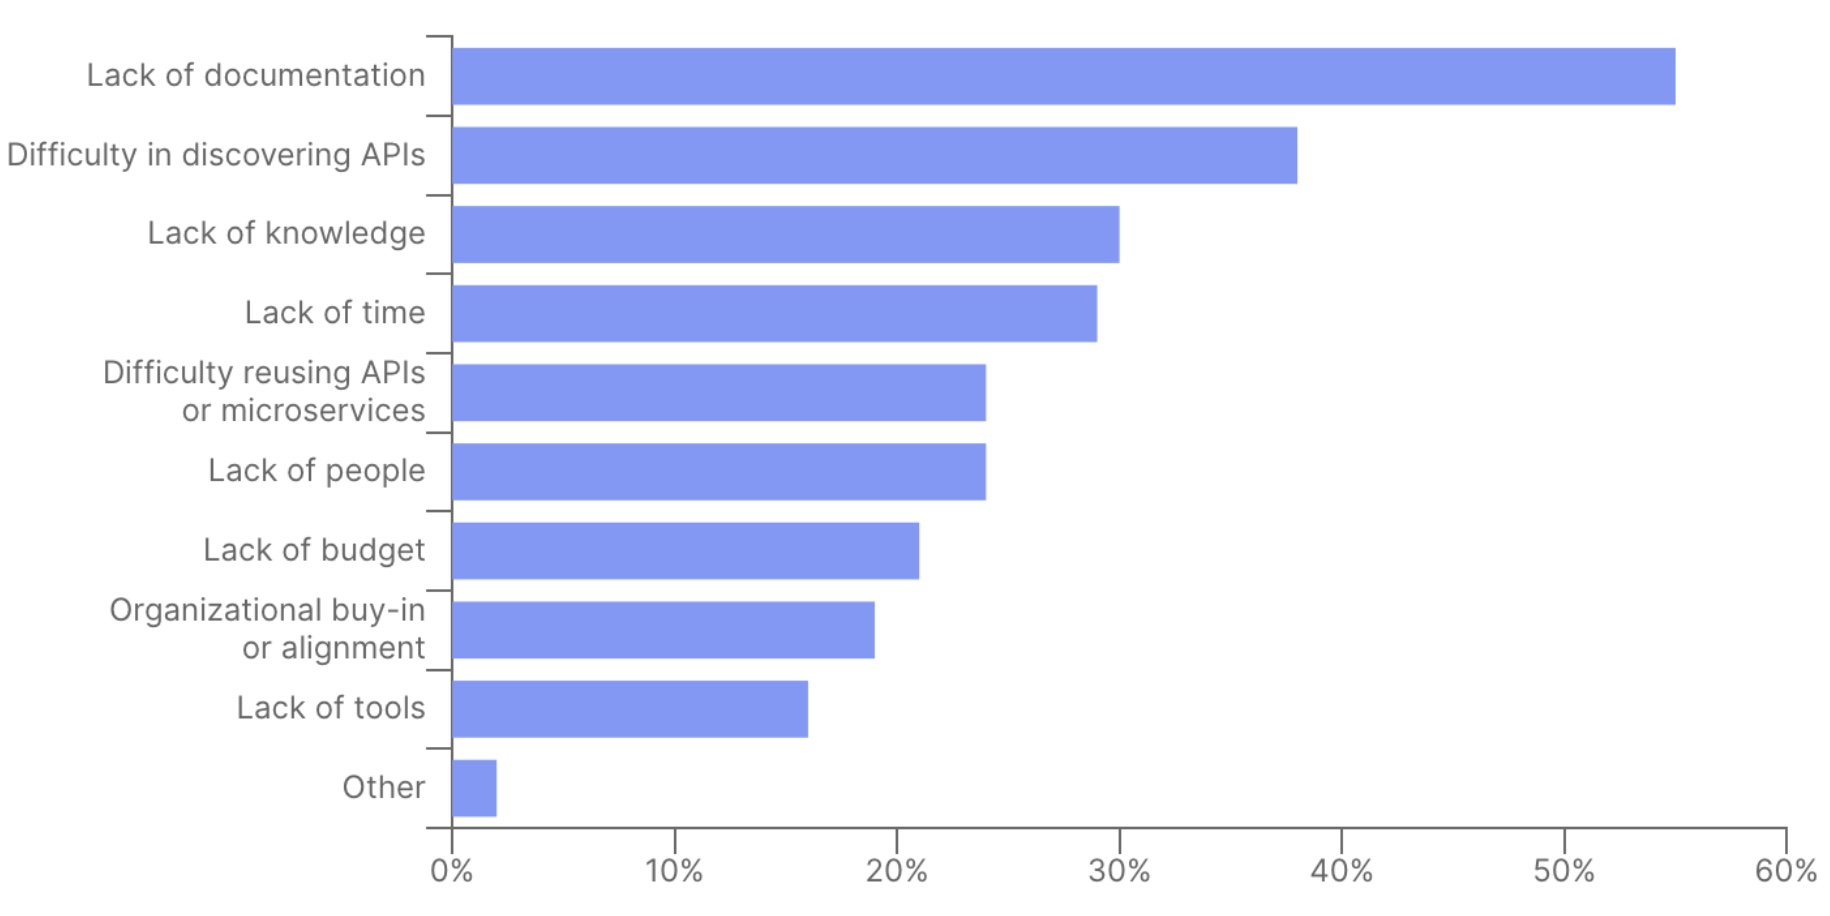 Lack of documentation
Difficulty in discovering APIs
Lack of knowledge
Lack of time
Difficulty reusing APIs
or microservices
Lack of people
Lack of budget
Organizational buy-in
or alignment
Lack of tools
Other
0% 10% 20% 30% 40% 50% 60%